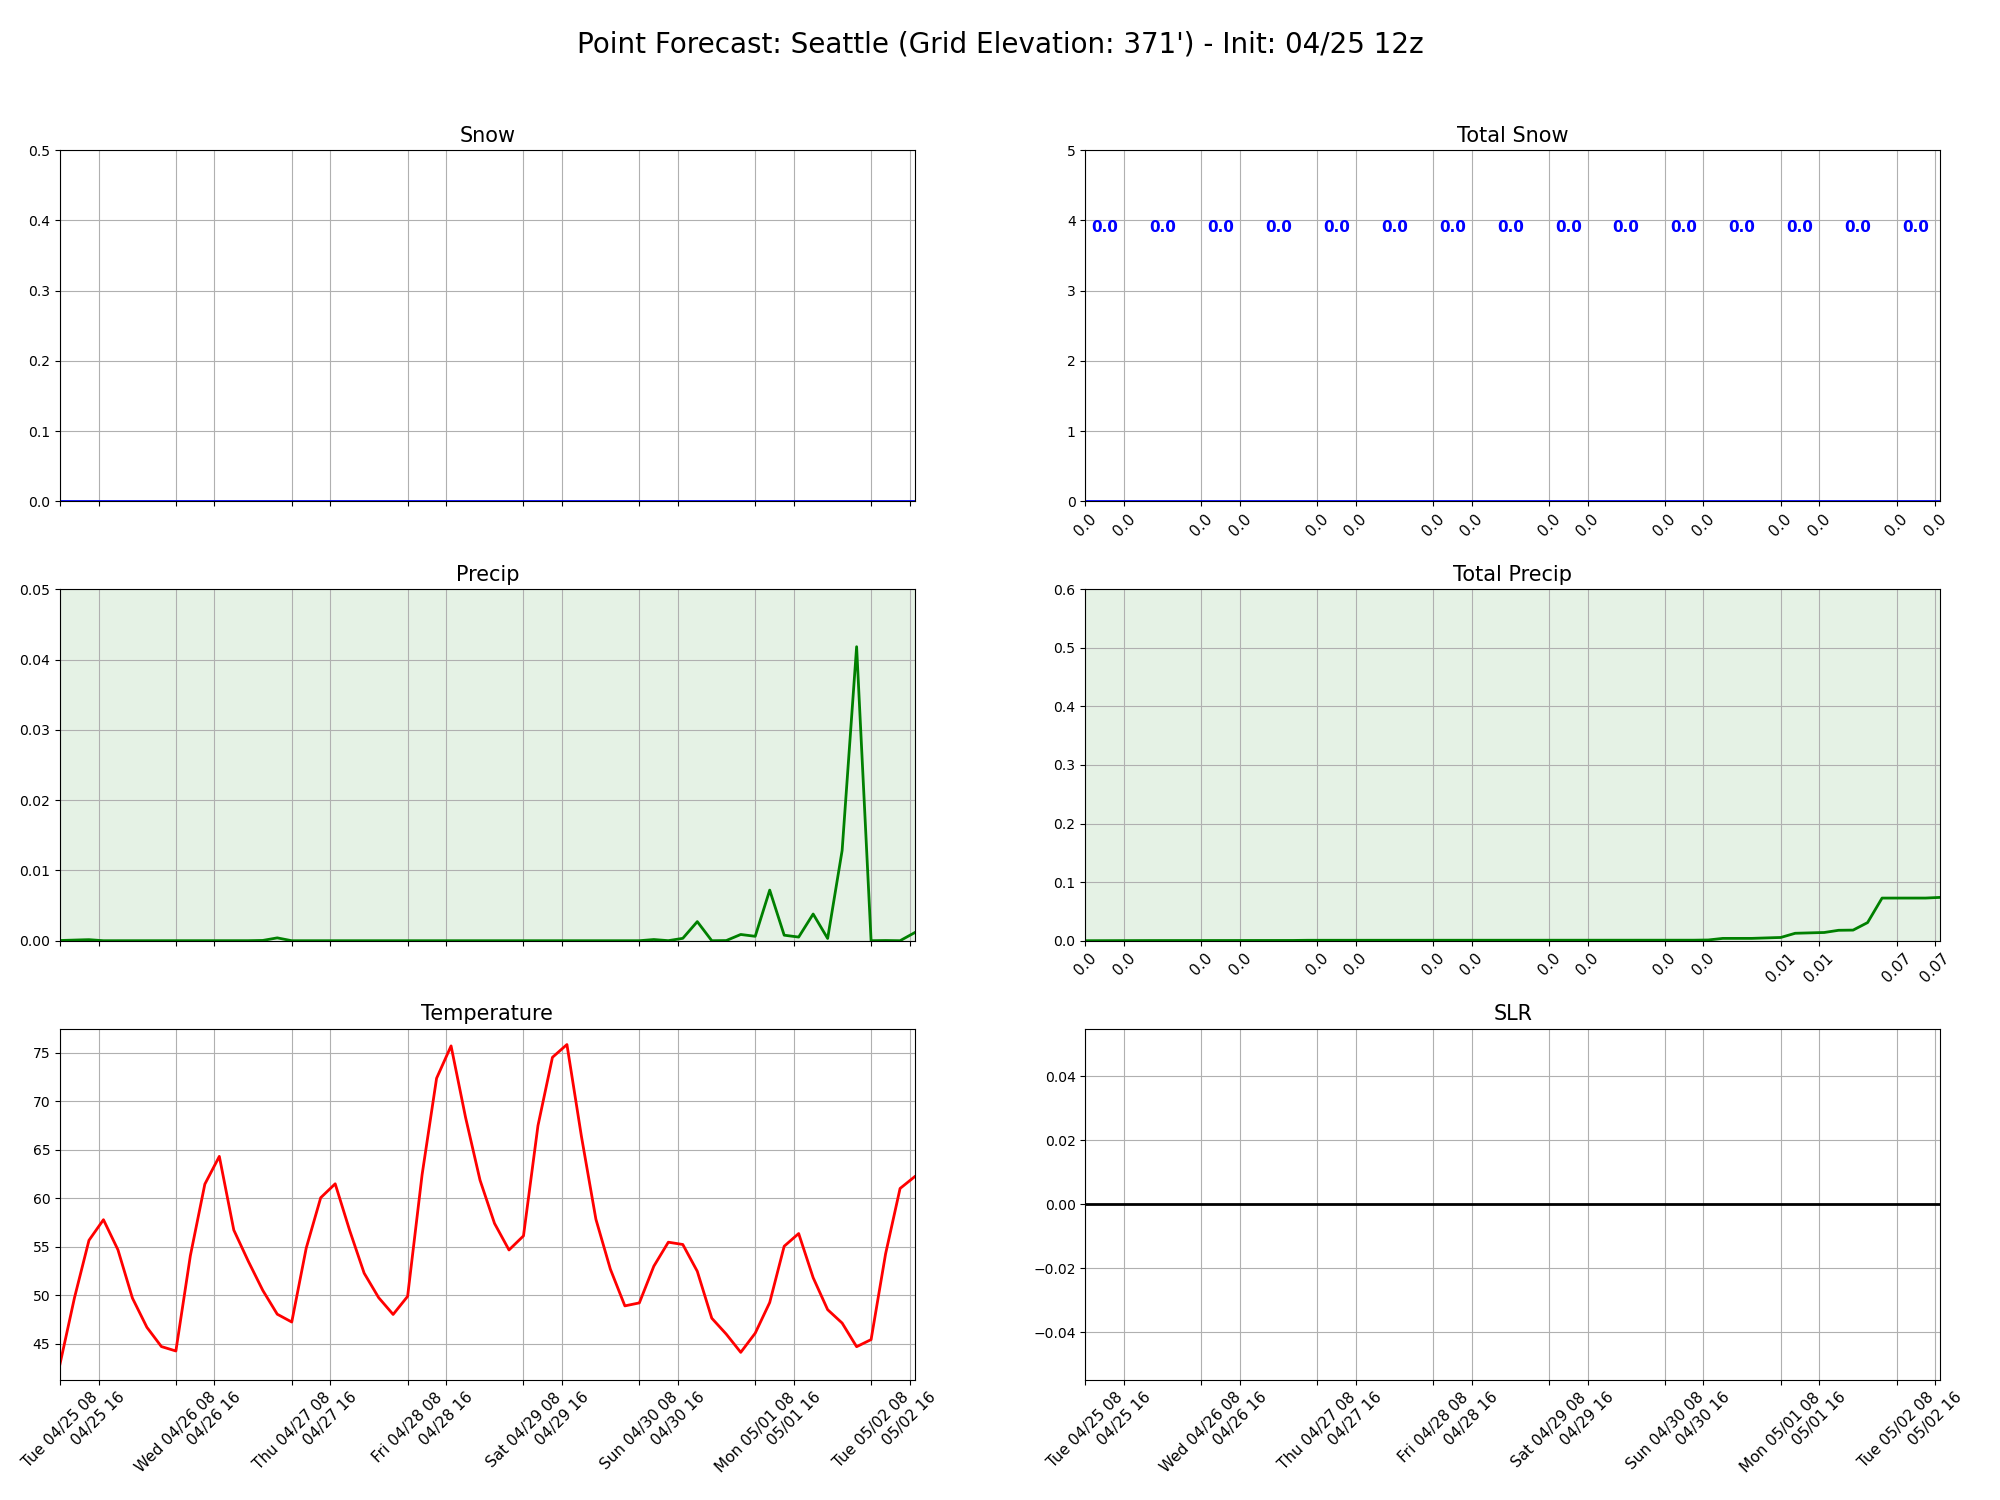 Point Forecast: Seattle (Grid Elevation: 371') - Init: 04/25 12z
Snow
0.5
0.4
0.3
0.2
0.1
0.0
Total Snow
5
4
3
2
1
0
0.0 0.0 0.0 0.0 0.0 0.0 0.0 0.0 0.0 0.0 0.0 0.0 0.0 0.0 0.0
0.0 0.0 0.0 0.0 0.0 0.0 0.0 0.0 0.0 0.0 0.0 0.0 0.0 0.0 0.0 0.0
Precip
0.05
0.04
0.03
0.02
0.01
0.00
Total Precip
0.6
0.5
0.4
0.3
0.2
0.1
0.0
0.0 0.0 0.0 0.0 0.0 0.0 0.0 0.0 0.0 0.0 0.0 0.0 0.01 0.01 0.07 0.07
Temperature
75
70
65
60
55
50
45
Tue 04/25 08
04/25 16
Wed 04/26 08
04/26 16
Thu 04/27 08
04/27 16
Fri 04/28 08
04/28 16
Sat 04/29 08
04/29 16
Sun 04/30 08
04/30 16
Mon 05/01 08
05/01 16
Tue 05/02 08
05/02 16
SLR
0.04
0.02
0.00
−0.02
−0.04
Tue 04/25 08
04/25 16
Wed 04/26 08
04/26 16
Thu 04/27 08
04/27 16
Fri 04/28 08
04/28 16
Sat 04/29 08
04/29 16
Sun 04/30 08
04/30 16
Mon 05/01 08
05/01 16
Tue 05/02 08
05/02 16